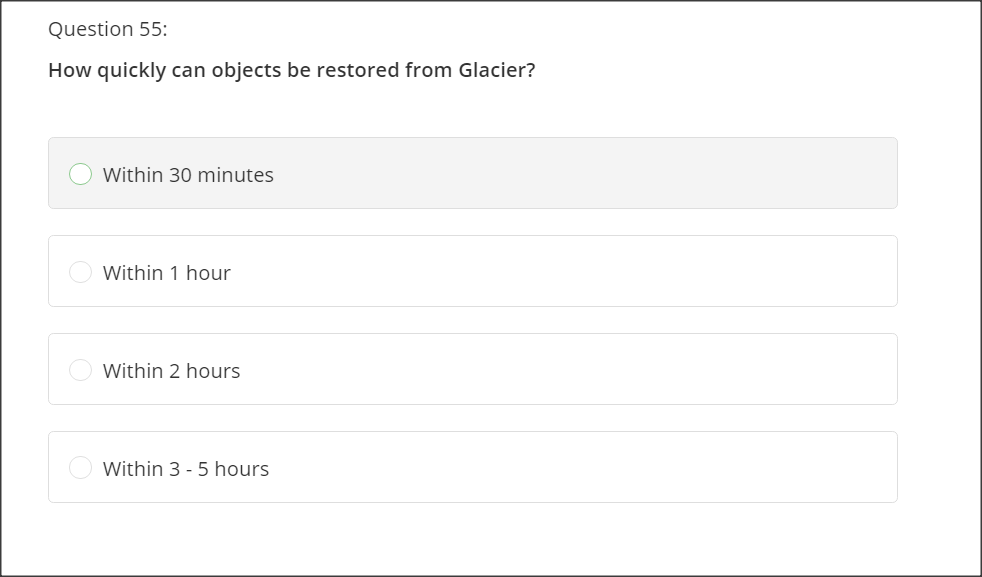 Question 55:
How quickly can objects be restored from Glacier?
Within 30 minutes
Within 1 hour
Within 2 hours
Within 3 - 5 hours